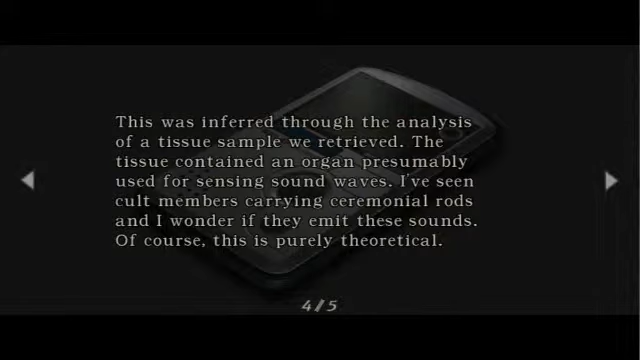 This was inferred through the analysis
of a tissue sample we retrieved. The
tissue contained an organ presumably
used for sensing sound waves. I've seen
cult members carrying ceremonial rods
and I wonder if they emit these sounds.
Of course, this is purely theoretical.
4/5